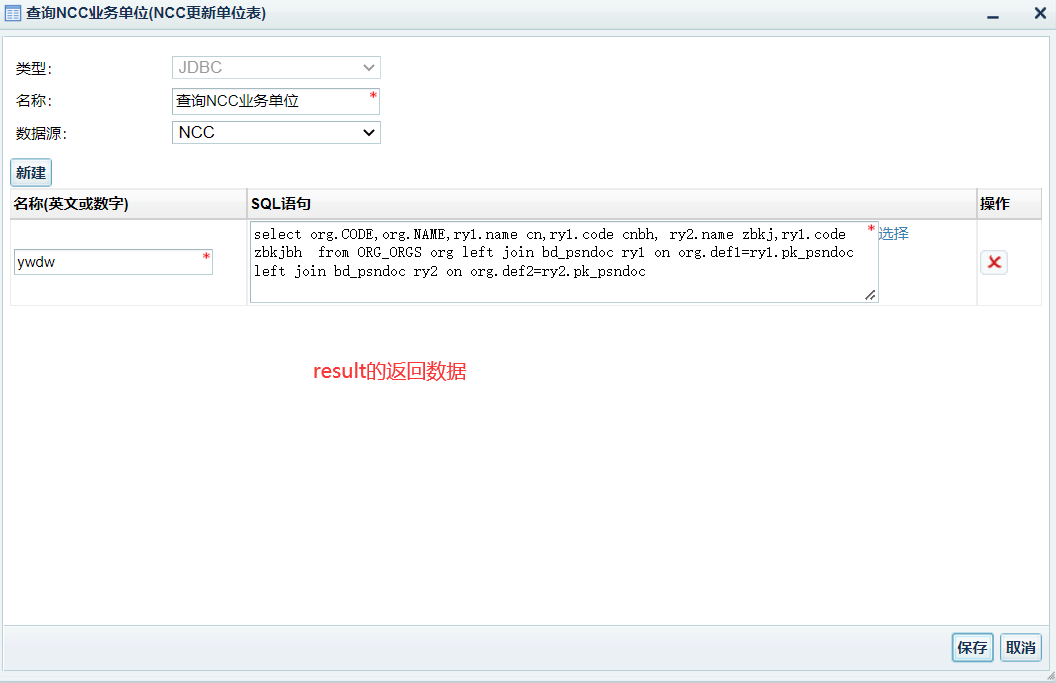 查询NCC业务单位(NCC更新单位表)
类型:
JDBC
名称:
查询NCC业务单位
*
数据源:
NCC
新建
名称(英文或数字)
SQL语句
操作
ywdw
*
select org.CODE,org.NAME,ry1.name cn,ry1.code cnbh, ry2.name zbkj,ry1.code
zbkjbh  from ORG_ORGS org left join bd_psndoc ry1 on org.def1=ry1.pk_psndoc
left join bd_psndoc ry2 on org.def2=ry2.pk_psndoc
*
选择
result的返回数据
保存
取消